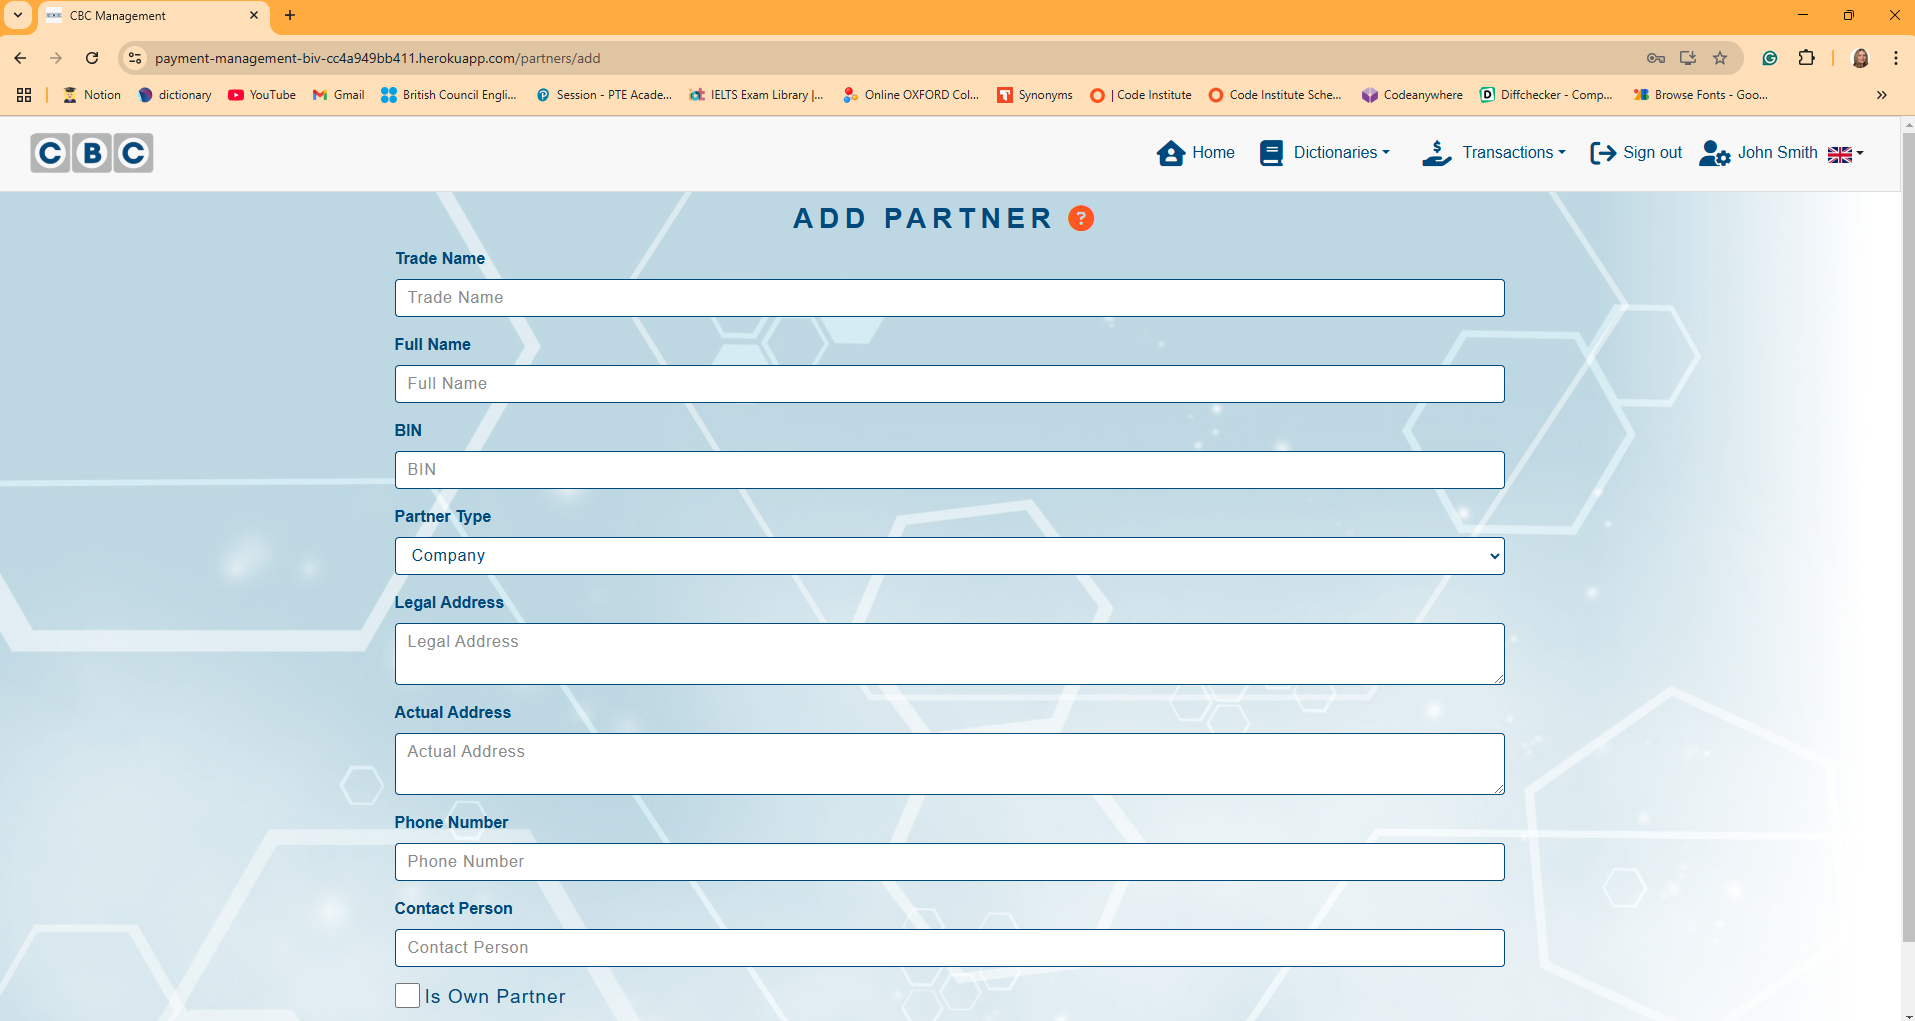 CBC Management
payment-management-biv-cc4a949bb411.herokuapp.com/partners/add
Notion dictionary YouTube Gmail British Council Engli... Session - PTE Acade... IELTS Exam Library |... Online OXFORD Col... Synonyms | Code Institute Code Institute Sche... Codeanywhere Diffchecker - Comp... Browse Fonts - Goo...
CBC Home Dictionaries Transactions Sign out John Smith
ADD PARTNER ?
Trade Name
Trade Name
Full Name
Full Name
BIN
BIN
Partner Type
Company
Legal Address
Legal Address
Actual Address
Actual Address
Phone Number
Phone Number
Contact Person
Contact Person
Is Own Partner